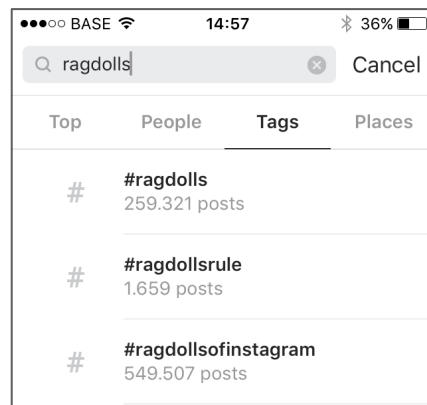 BASE 14:57 36%
ragdolls Cancel
Top People Tags Places
# #ragdolls
259.321 posts
# #ragdollsrule
1.659 posts
# #ragdollsofinstagram
549.507 posts